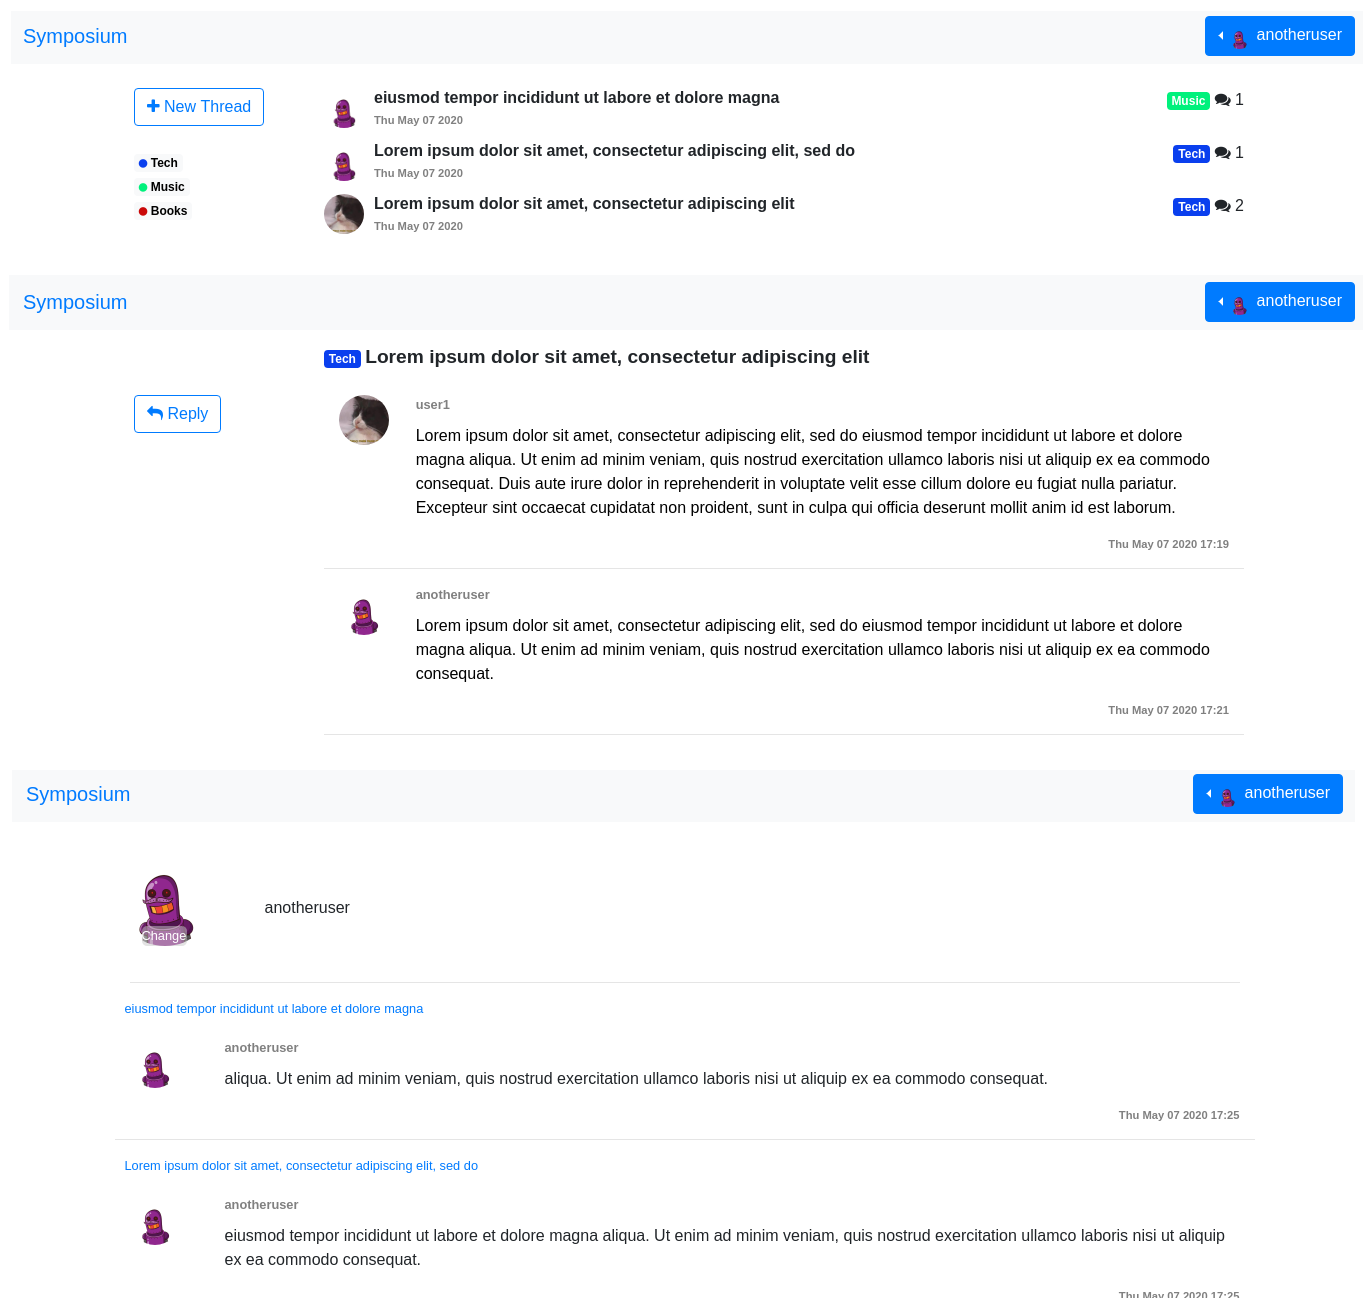 Symposium
anotheruser
New Thread
eiusmod tempor incididunt ut labore et dolore magna
Music 1
Thu May 07 2020
Lorem ipsum dolor sit amet, consectetur adipiscing elit, sed do
Tech 1
Thu May 07 2020
Tech
Music
Books
Lorem ipsum dolor sit amet, consectetur adipiscing elit
Tech 2
Thu May 07 2020
Symposium
anotheruser
Tech Lorem ipsum dolor sit amet, consectetur adipiscing elit
Reply
user1
Lorem ipsum dolor sit amet, consectetur adipiscing elit, sed do eiusmod tempor incididunt ut labore et dolore
magna aliqua. Ut enim ad minim veniam, quis nostrud exercitation ullamco laboris nisi ut aliquip ex ea commodo
consequat. Duis aute irure dolor in reprehenderit in voluptate velit esse cillum dolore eu fugiat nulla pariatur.
Excepteur sint occaecat cupidatat non proident, sunt in culpa qui officia deserunt mollit anim id est laborum.
Thu May 07 2020 17:19
anotheruser
Lorem ipsum dolor sit amet, consectetur adipiscing elit, sed do eiusmod tempor incididunt ut labore et dolore
magna aliqua. Ut enim ad minim veniam, quis nostrud exercitation ullamco laboris nisi ut aliquip ex ea commodo
consequat.
Thu May 07 2020 17:21
Symposium
anotheruser
Change
anotheruser
eiusmod tempor incididunt ut labore et dolore magna
anotheruser
aliqua. Ut enim ad minim veniam, quis nostrud exercitation ullamco laboris nisi ut aliquip ex ea commodo consequat.
Thu May 07 2020 17:25
Lorem ipsum dolor sit amet, consectetur adipiscing elit, sed do
anotheruser
eiusmod tempor incididunt ut labore et dolore magna aliqua. Ut enim ad minim veniam, quis nostrud exercitation ullamco laboris nisi ut aliquip
ex ea commodo consequat.
Thu May 07 2020 17:25